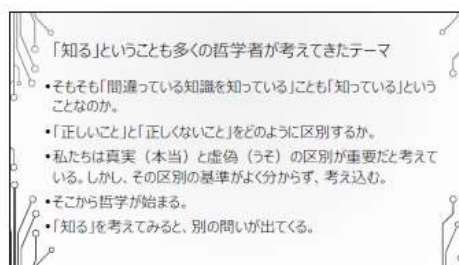 「知る」ということも多くの哲学者が考えてきたテーマ
•そもそも「間違っている知識を知っている」ことも「知っている」という
ことなのか。
•「正しいこと」と「正しくないこと」をどのように区別するか。
•私たちは真実（本当）と虚偽（うそ）の区別が重要だと考えて
いる。しかし、その区別の基準がよく分からず、考え込む。
•そこから哲学が始まる。
•「知る」を考えてみると、別の問いが出てくる。